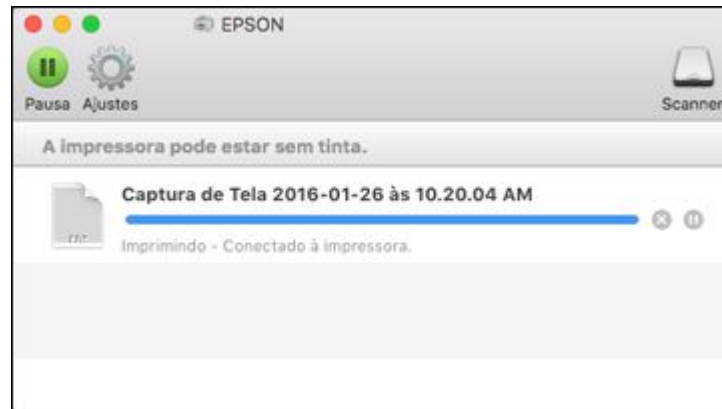 EPSON
Pausa Ajustes
Scanner
A impressora pode estar sem tinta.
Captura de Tela 2016-01-26 às 10.20.04 AM
Imprimindo - Conectado à impressora.